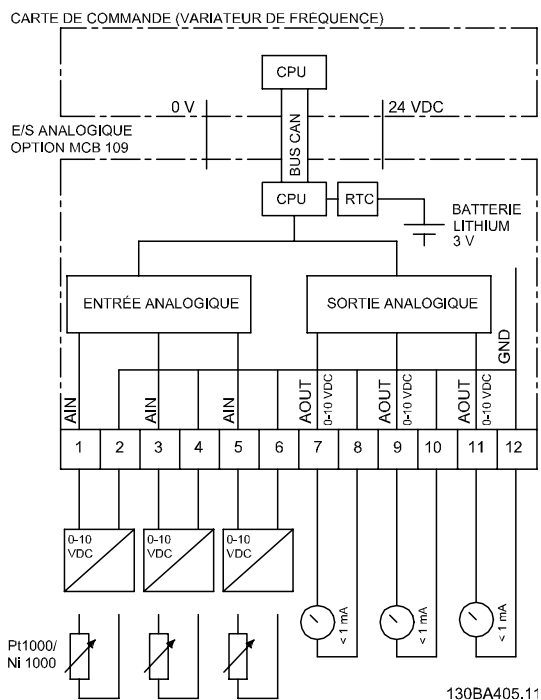 CARTE DE COMMANDE (VARIATEUR DE FRÉQUENCE)
CPU
0 V
24 VDC
BUS CAN
E/S ANALOGIQUE
OPTION MCB 109
CPU
RTC
BATTERIE
LITHIUM
3 V
ENTRÉE ANALOGIQUE
SORTIE ANALOGIQUE
AIN
AIN
AIN
AOUT
0-10 VDC
AOUT
0-10 VDC
AOUT
0-10 VDC
GND
1 2 3 4 5 6 7 8 9 10 11 12
0-10
VDC
0-10
VDC
0-10
VDC
< 1 mA
< 1 mA
< 1 mA
Pt1000/
Ni 1000
130BA405.11